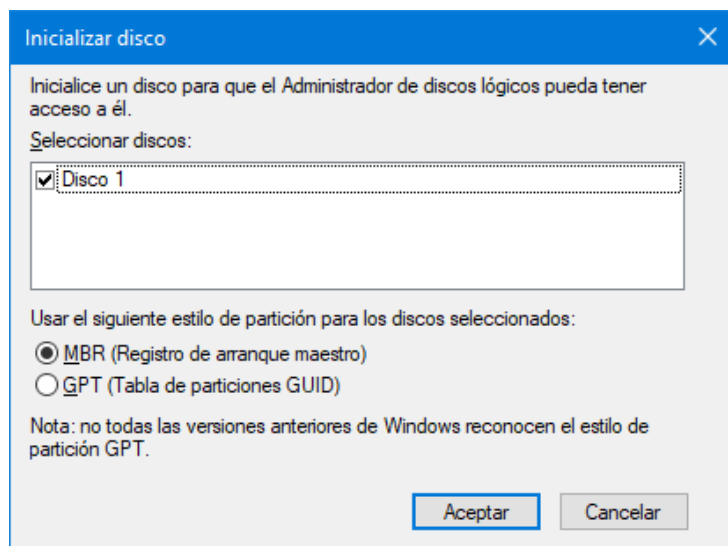 Inicializar disco
Inicialice un disco para que el Administrador de discos lógicos pueda tener
acceso a él.
Seleccionar discos:
Disco 1
Usar el siguiente estilo de partición para los discos seleccionados:
MBR (Registro de arranque maestro)
GPT (Tabla de particiones GUID)
Nota: no todas las versiones anteriores de Windows reconocen el estilo de
partición GPT.
Aceptar Cancelar